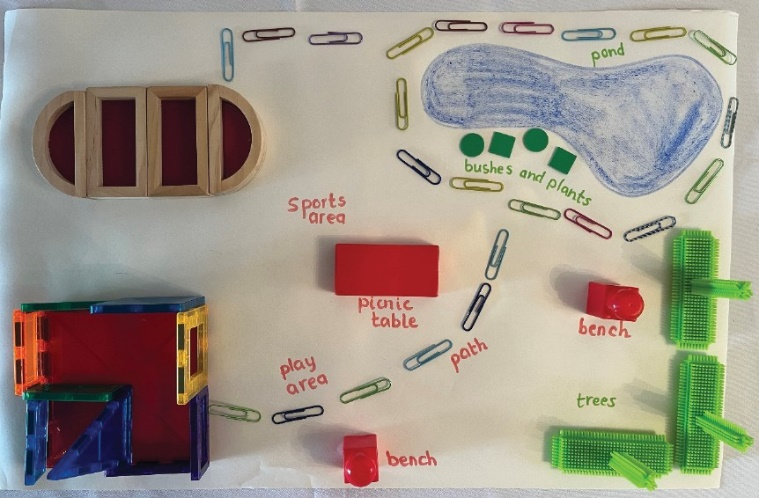 pond
bushes and plants
Sports
area
picnic
table
bench
path
play
area
trees
bench